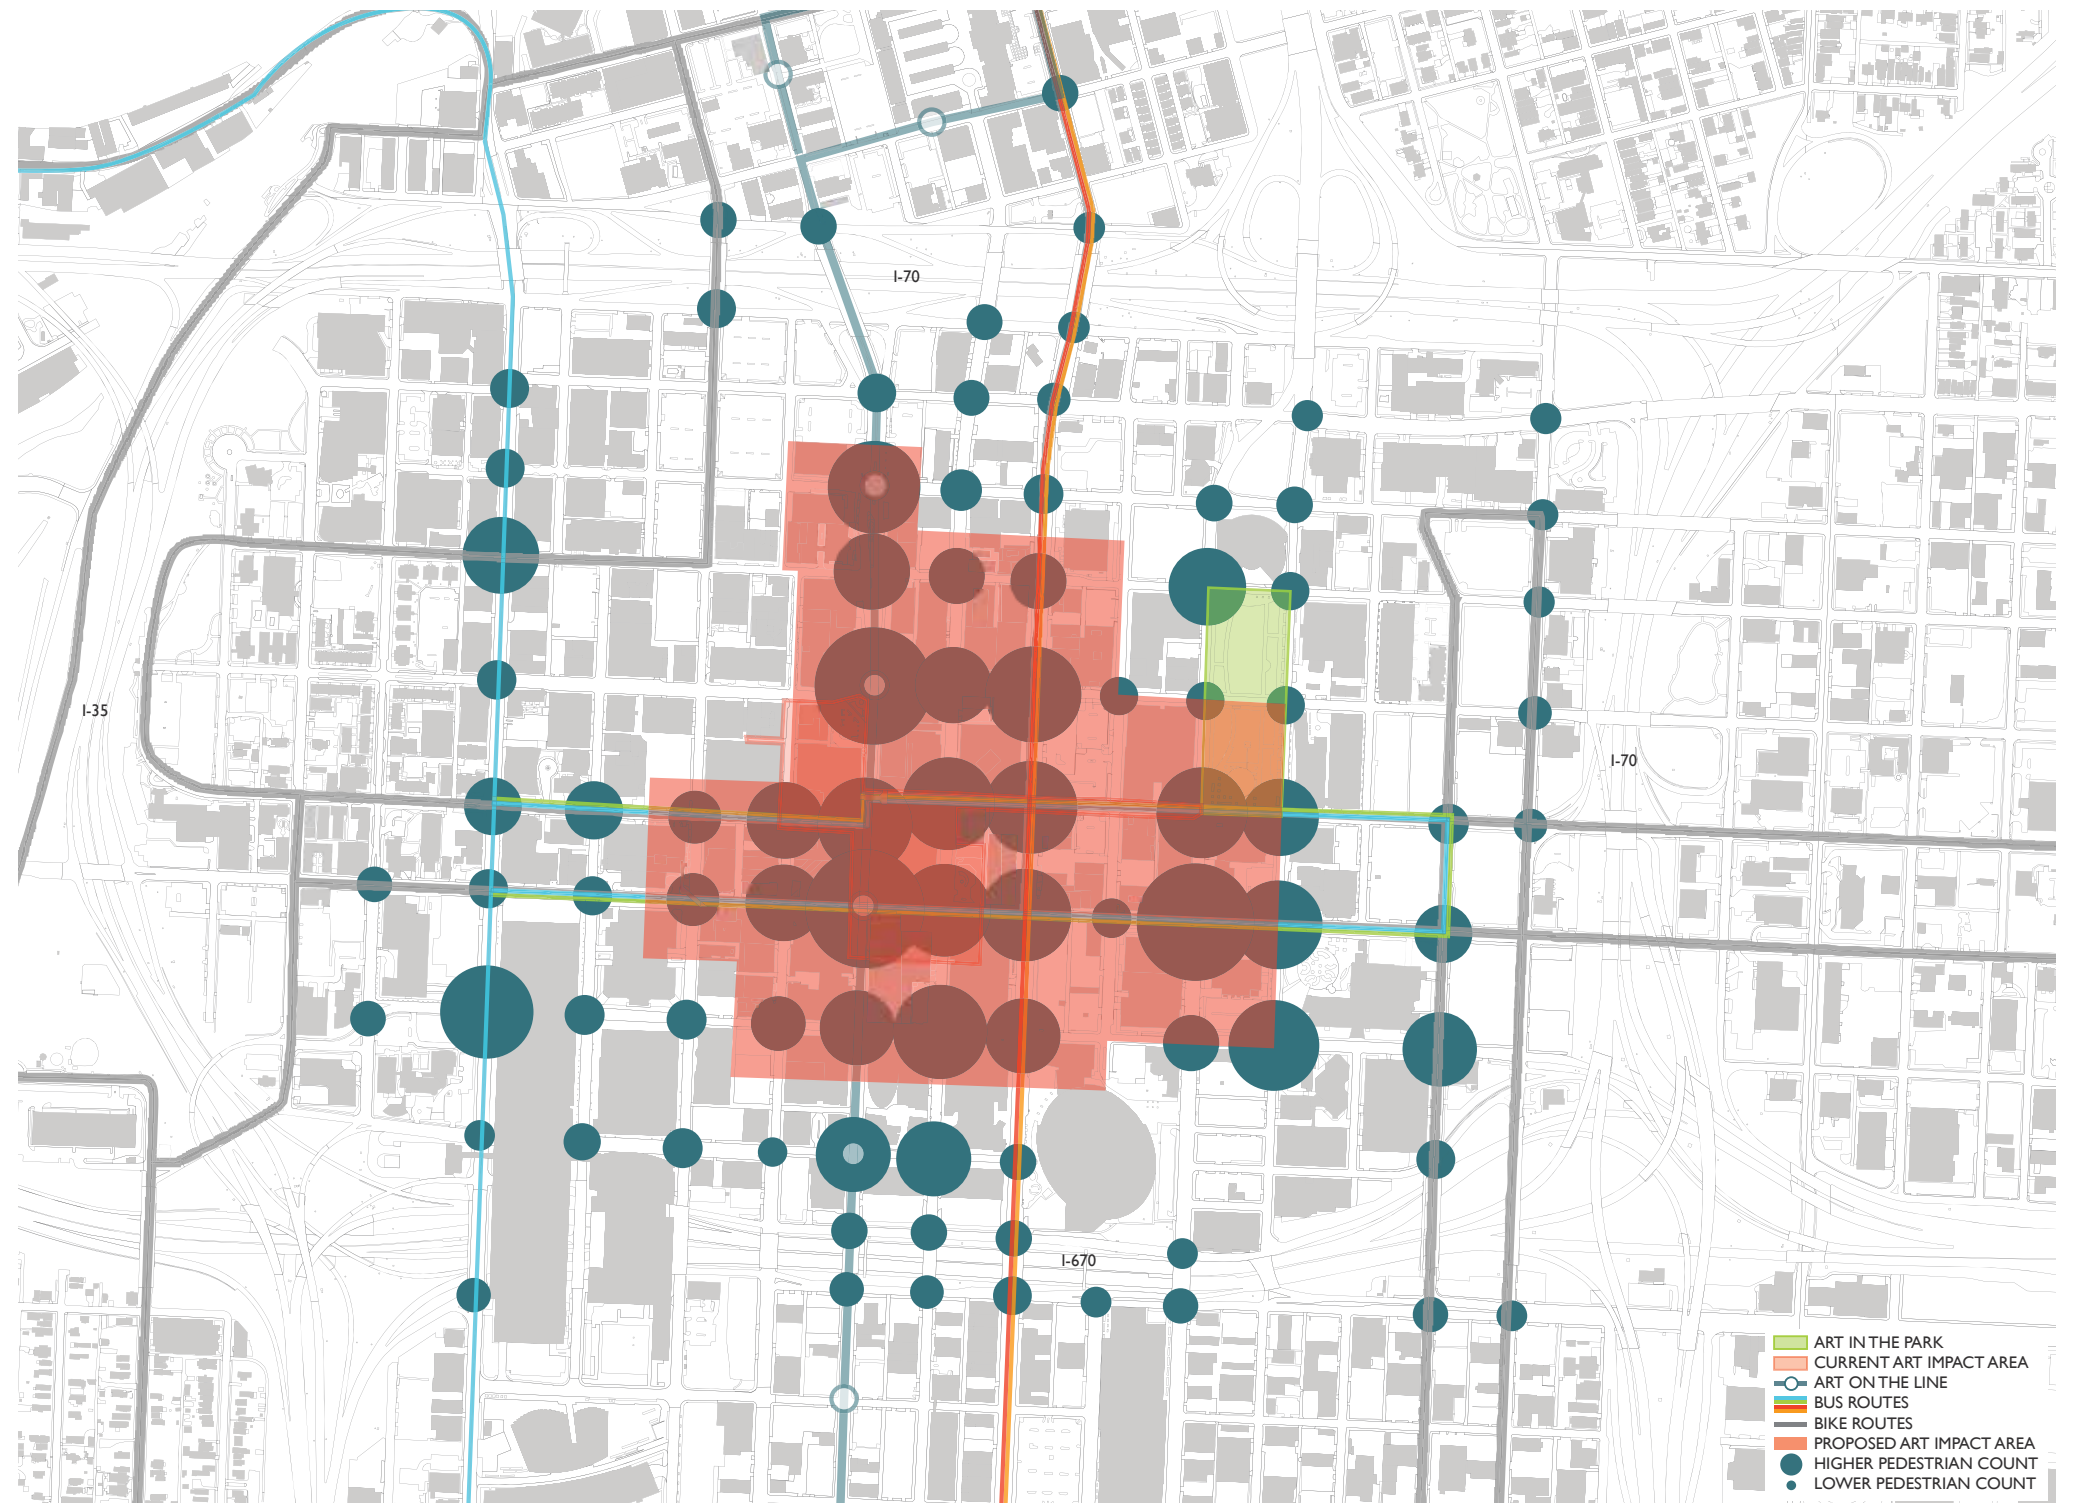 I-70
I-35
I-70
I-670
ART IN THE PARK
CURRENT ART IMPACT AREA
ART ON THE LINE
BUS ROUTES
BIKE ROUTES
PROPOSED ART IMPACT AREA
HIGHER PEDESTRIAN COUNT
LOWER PEDESTRIAN COUNT